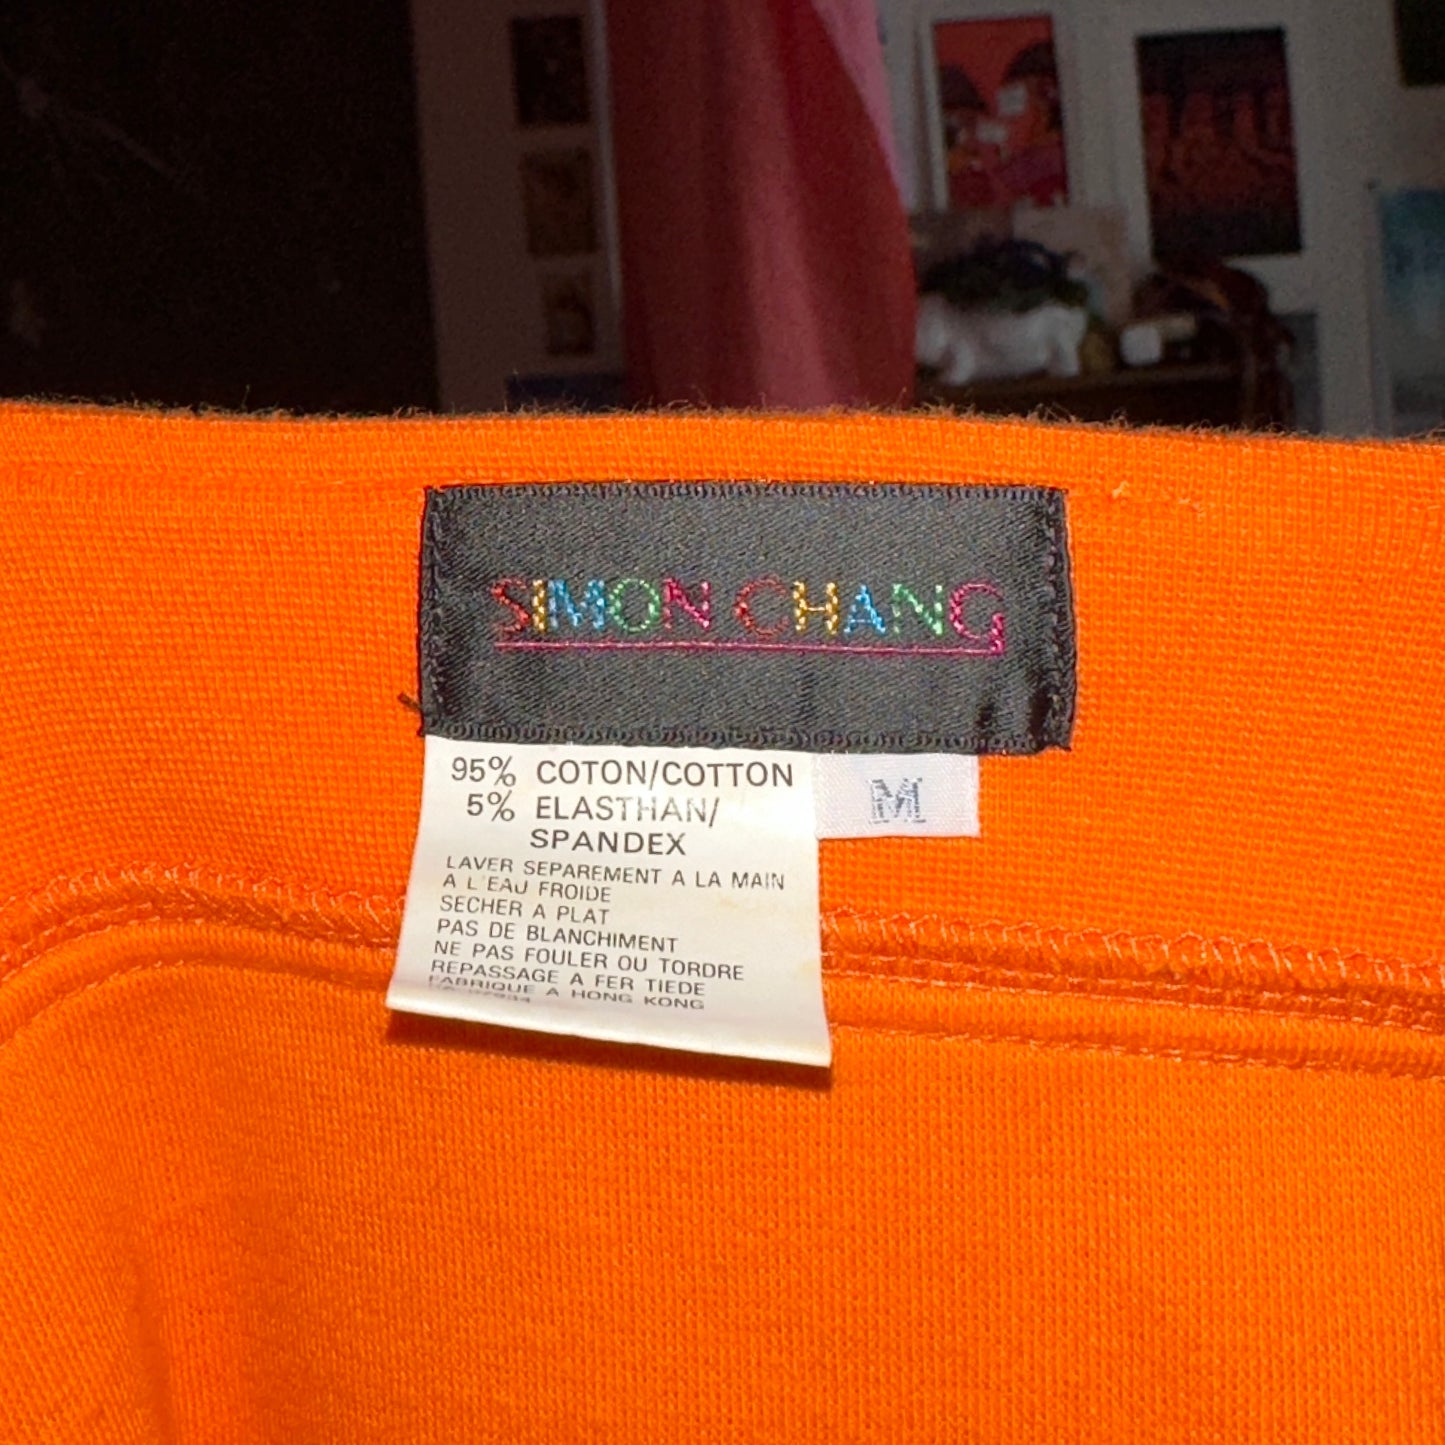 SIMON CHANG
95% COTON/COTTON
5% ELASTHAN/
SPANDEX
M
LAVER SEPAREMENT A LA MAIN
A L'EAU FROIDE
SECHER A PLAT
PAS DE BLANCHIMENT
NE PAS FOULER OU TORDRE
REPASSAGE A FER TIEDE
FABRIQUE A HONG KONG